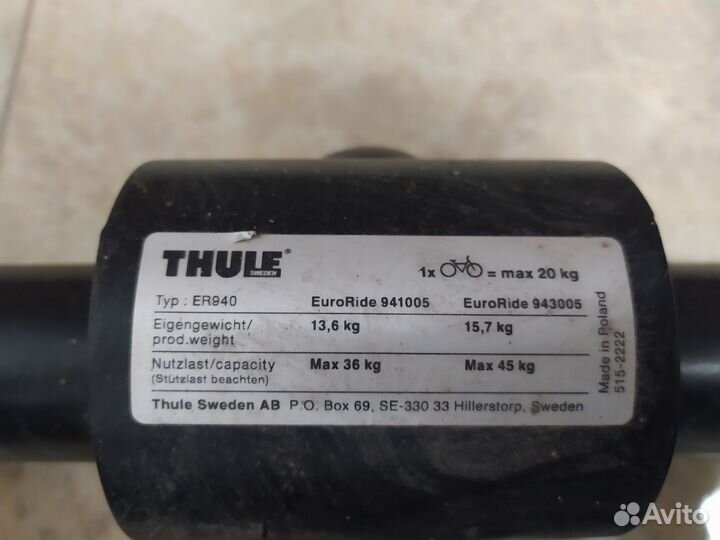 THULE®
SWEDEN
1x = max 20 kg
Typ : ER940 EuroRide 941005 EuroRide 943005
Eigengewicht/ 13,6 kg 15,7 kg
prod.weight
Nutzlast/capacity Max 36 kg Max 45 kg
(Stützlast beachten)
Thule Sweden AB P.O. Box 69, SE-330 33 Hillerstorp, Sweden
Made in Poland
515-2222
Avito